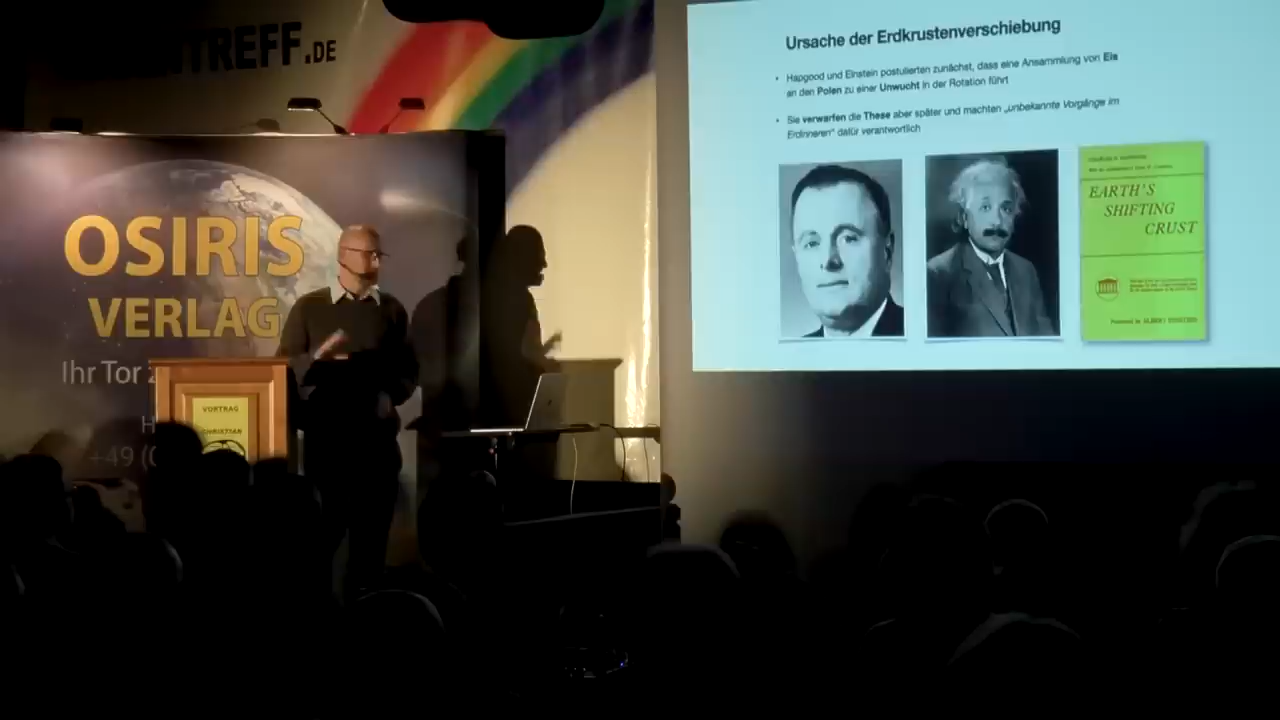 TREFF.DE
OSIRIS
VERLAG
Ihr Tor
+49 (0
VORTRAG
CHRISTIAN
Ursache der Erdkrustenverschiebung
• Hapgood und Einstein postulierten zunächst, dass eine Ansammlung von Eis
an den Polen zu einer Unwucht in der Rotation führt
• Sie verwarfen die These aber später und machten „unbekannte Vorgänge im
Erdinneren“ dafür verantwortlich
EARTH'S
SHIFTING
CRUST